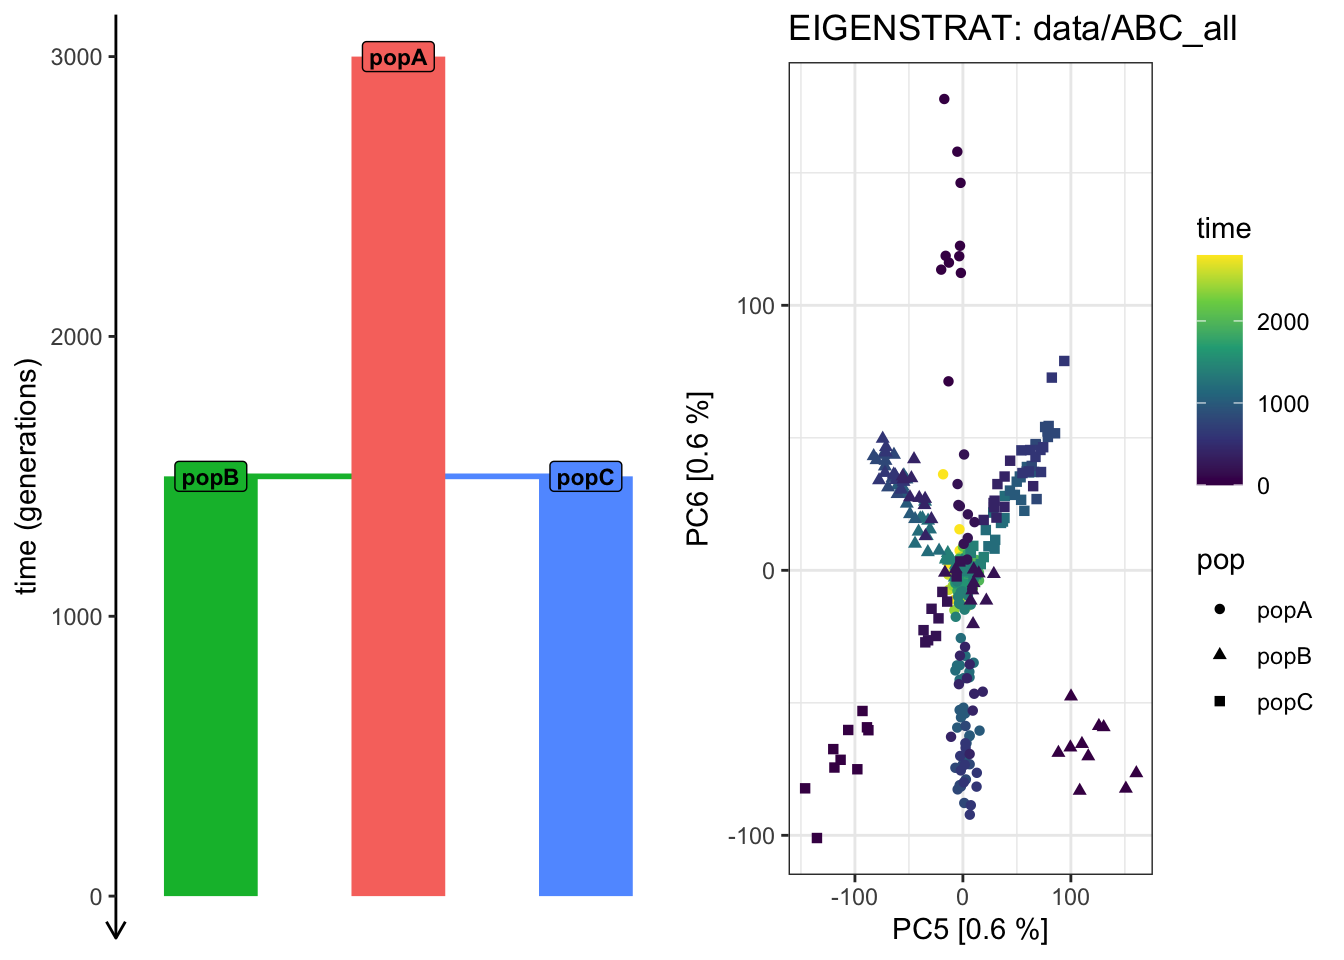 3000
2000
1000
0
time (generations)
popA
popB
popC
EIGENSTRAT: data/ABC_all
100
0
-100
PC6 [0.6 %]
-100
0
100
PC5 [0.6 %]
time
2000
1000
0
pop
popA
popB
popC